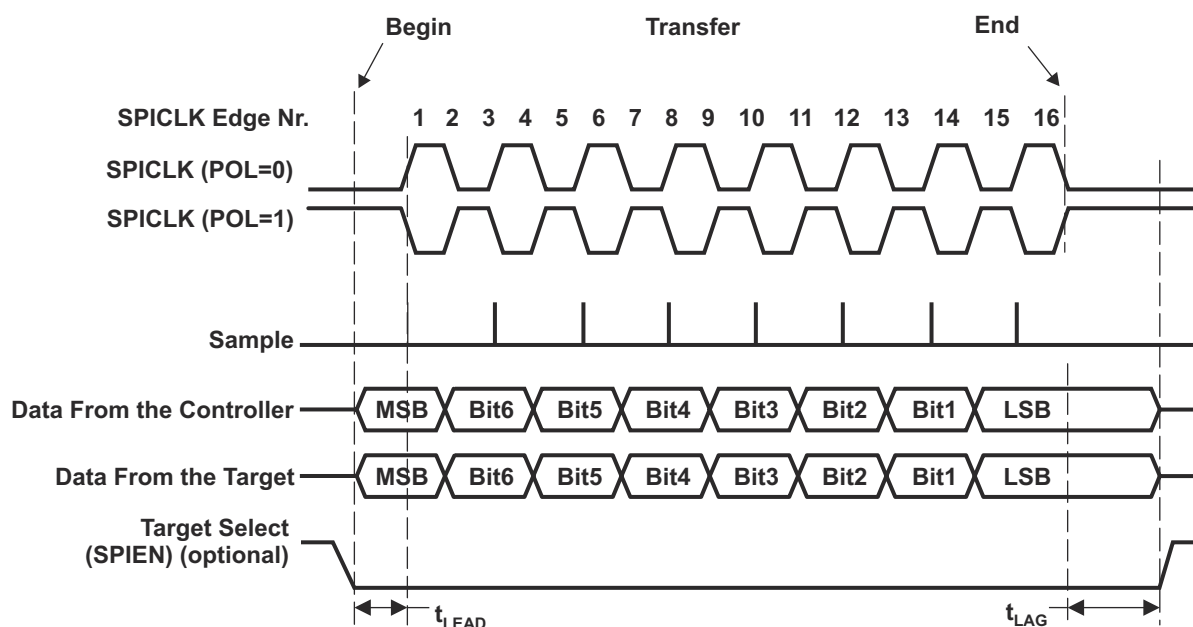 Begin Transfer End
SPICLK Edge Nr. 1 2 3 4 5 6 7 8 9 10 11 12 13 14 15 16
SPICLK (POL=0)
SPICLK (POL=1)
Sample
Data From the Controller MSB Bit6 Bit5 Bit4 Bit3 Bit2 Bit1 LSB
Data From the Target MSB Bit6 Bit5 Bit4 Bit3 Bit2 Bit1 LSB
Target Select
(SPIEN) (optional)
tLEAD tLAG